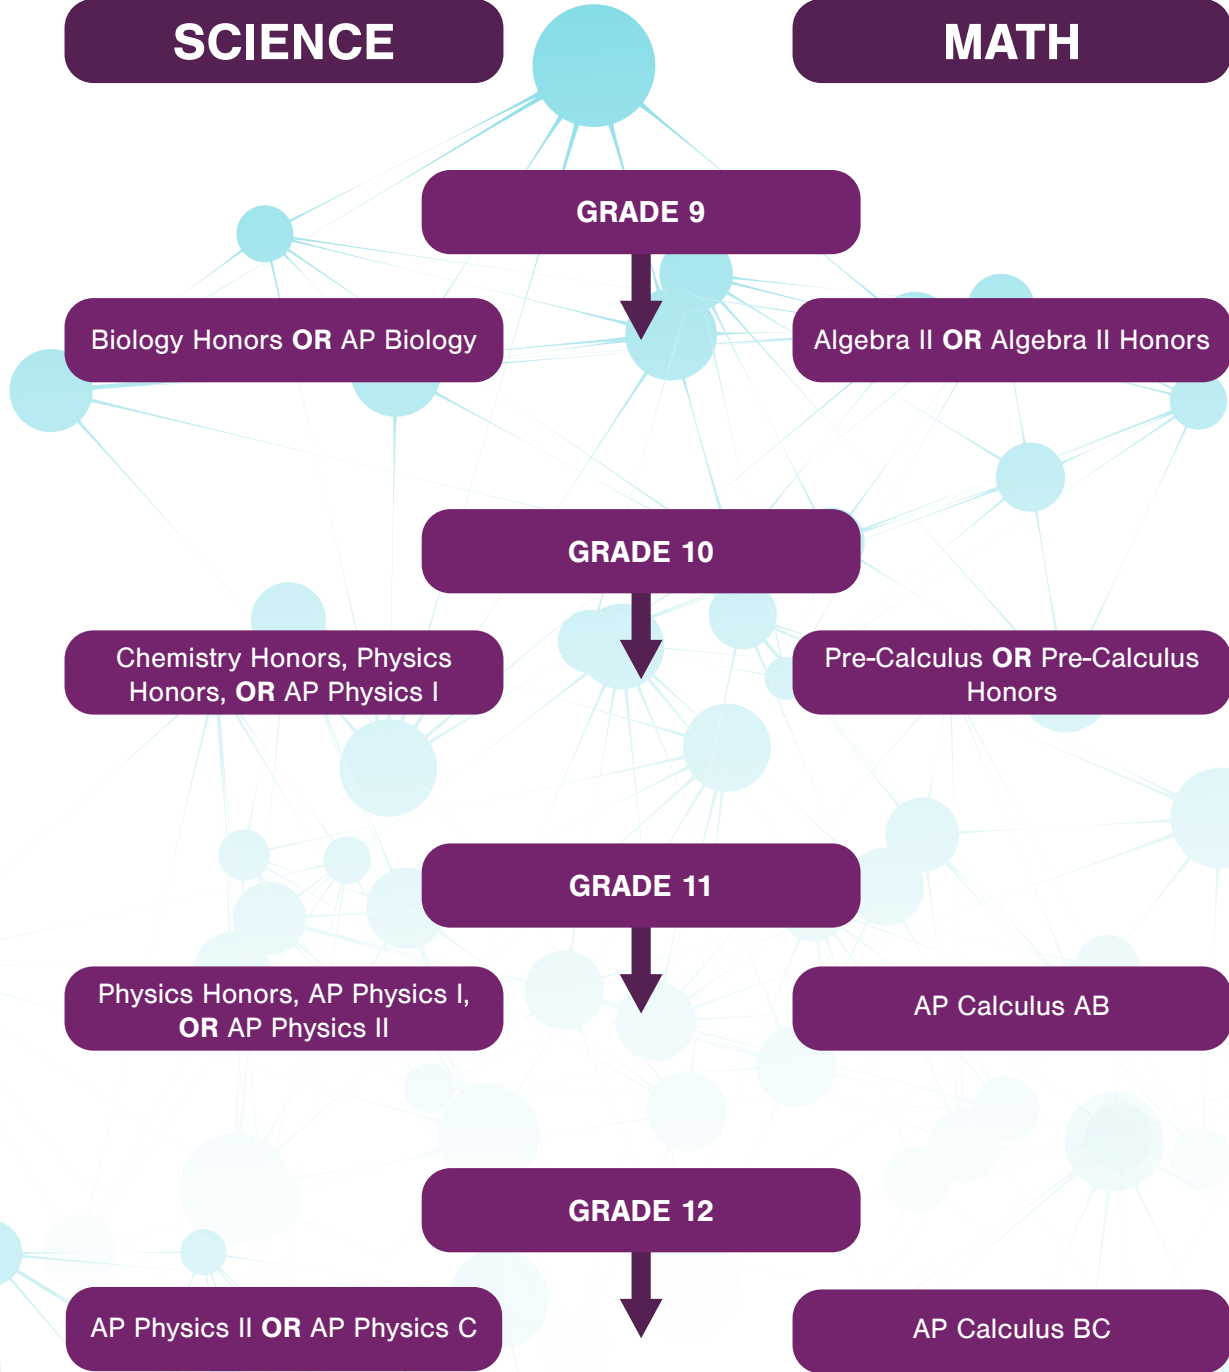 SCIENCE
MATH
GRADE 9
Biology Honors OR AP Biology
Algebra II OR Algebra II Honors
GRADE 10
Chemistry Honors, Physics
Honors, OR AP Physics I
Pre-Calculus OR Pre-Calculus
Honors
GRADE 11
Physics Honors, AP Physics I,
OR AP Physics II
AP Calculus AB
GRADE 12
AP Physics II OR AP Physics C
AP Calculus BC